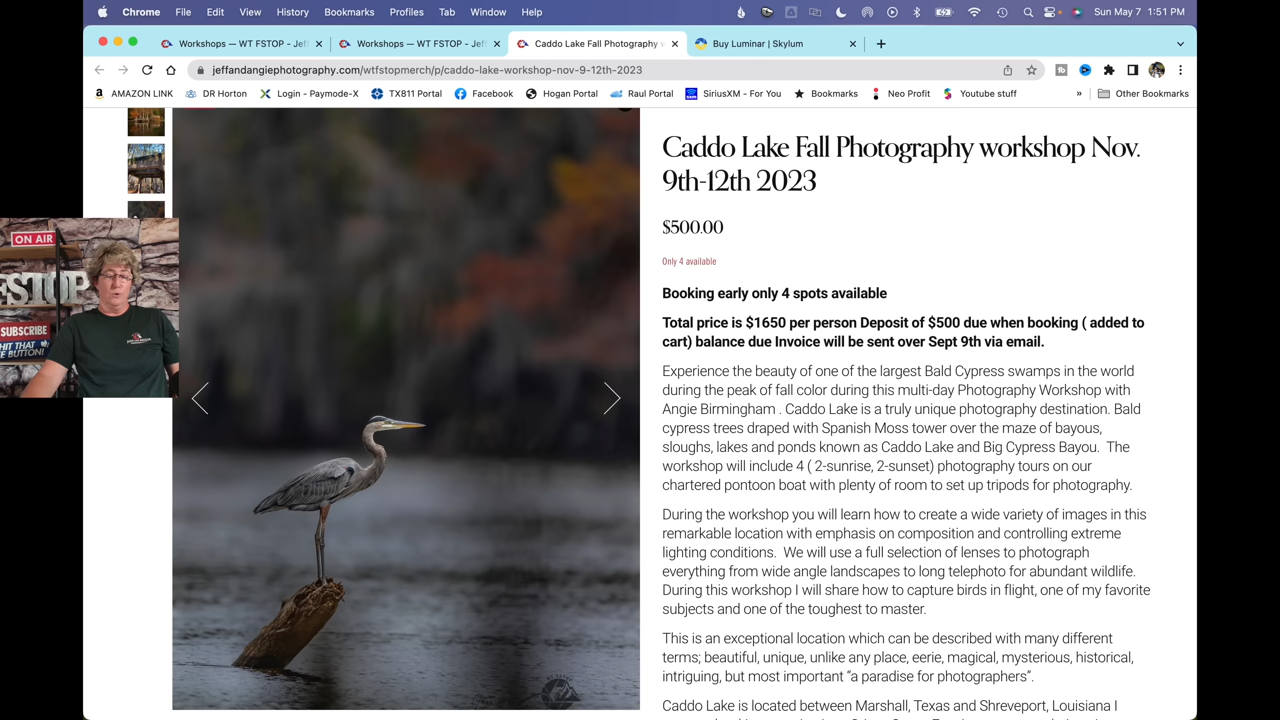 Chrome File Edit View History Bookmarks Profiles Tab Window Help Sun May 7 1:51 PM
Workshops — WT FSTOP - Jeff Workshops — WT FSTOP - Jeff Caddo Lake Fall Photography w Buy Luminar | Skylum
jeffandangiephotography.com/wtfstopmerch/p/caddo-lake-workshop-nov-9-12th-2023
AMAZON LINK DR Horton Login - Paymode-X TX811 Portal Facebook Hogan Portal Raul Portal SiriusXM - For You Bookmarks Neo Profit Youtube stuff » Other Bookmarks
Caddo Lake Fall Photography workshop Nov.
9th-12th 2023
$500.00
Only 4 available
Booking early only 4 spots available
Total price is $1650 per person Deposit of $500 due when booking ( added to
cart) balance due Invoice will be sent over Sept 9th via email.
Experience the beauty of one of the largest Bald Cypress swamps in the world
during the peak of fall color during this multi-day Photography Workshop with
Angie Birmingham . Caddo Lake is a truly unique photography destination. Bald
cypress trees draped with Spanish Moss tower over the maze of bayous,
sloughs, lakes and ponds known as Caddo Lake and Big Cypress Bayou. The
workshop will include 4 ( 2-sunrise, 2-sunset) photography tours on our
chartered pontoon boat with plenty of room to set up tripods for photography.
During the workshop you will learn how to create a wide variety of images in this
remarkable location with emphasis on composition and controlling extreme
lighting conditions. We will use a full selection of lenses to photograph
everything from wide angle landscapes to long telephoto for abundant wildlife.
During this workshop I will share how to capture birds in flight, one of my favorite
subjects and one of the toughest to master.
This is an exceptional location which can be described with many different
terms; beautiful, unique, unlike any place, eerie, magical, mysterious, historical,
intriguing, but most important “a paradise for photographers”.
Caddo Lake is located between Marshall, Texas and Shreveport, Louisiana I
ON AIR
FSTOP
SUBSCRIBE
HIT THAT
BUTTON!